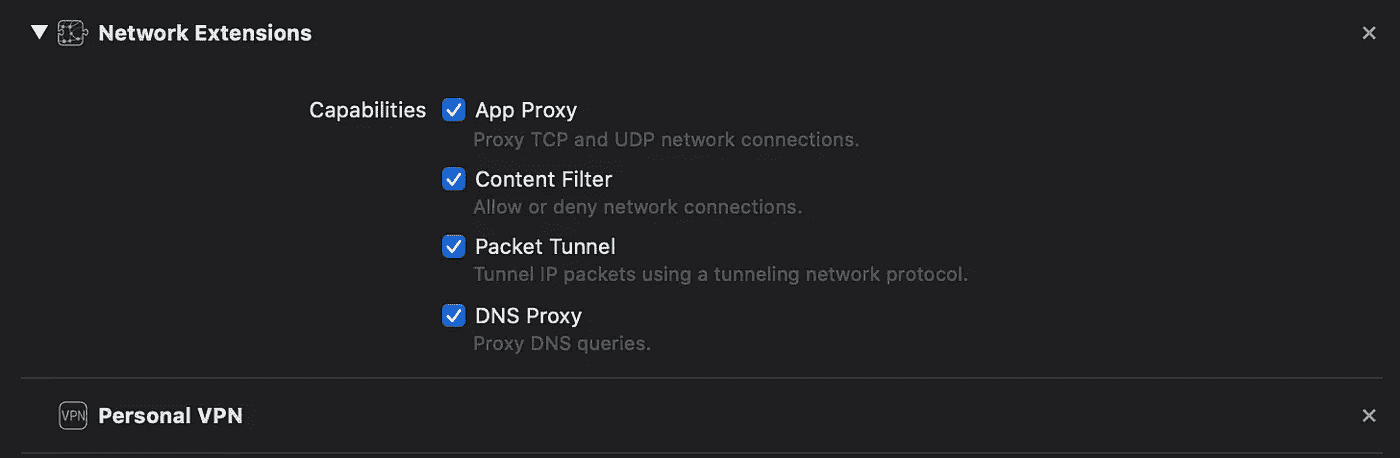 Network Extensions
Capabilities App Proxy
Proxy TCP and UDP network connections.
Content Filter
Allow or deny network connections.
Packet Tunnel
Tunnel IP packets using a tunneling network protocol.
DNS Proxy
Proxy DNS queries.
VPN Personal VPN